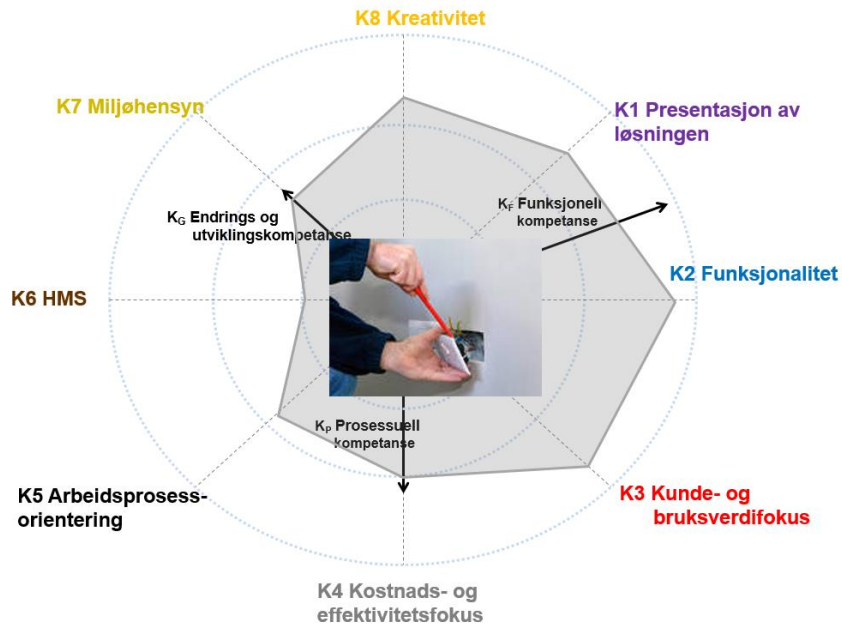 K8 Kreativitet
K7 Miljøhensyn
K1 Presentasjon av
løsningen
KG Endrings og
utviklingskompetanse
KF Funksjonell
kompetanse
K2 Funksjonalitet
K6 HMS
KP Prosessuell
kompetanse
K5 Arbeidsprosess-
orientering
K3 Kunde- og
bruksverdifokus
K4 Kostnads- og
effektivitetsfokus